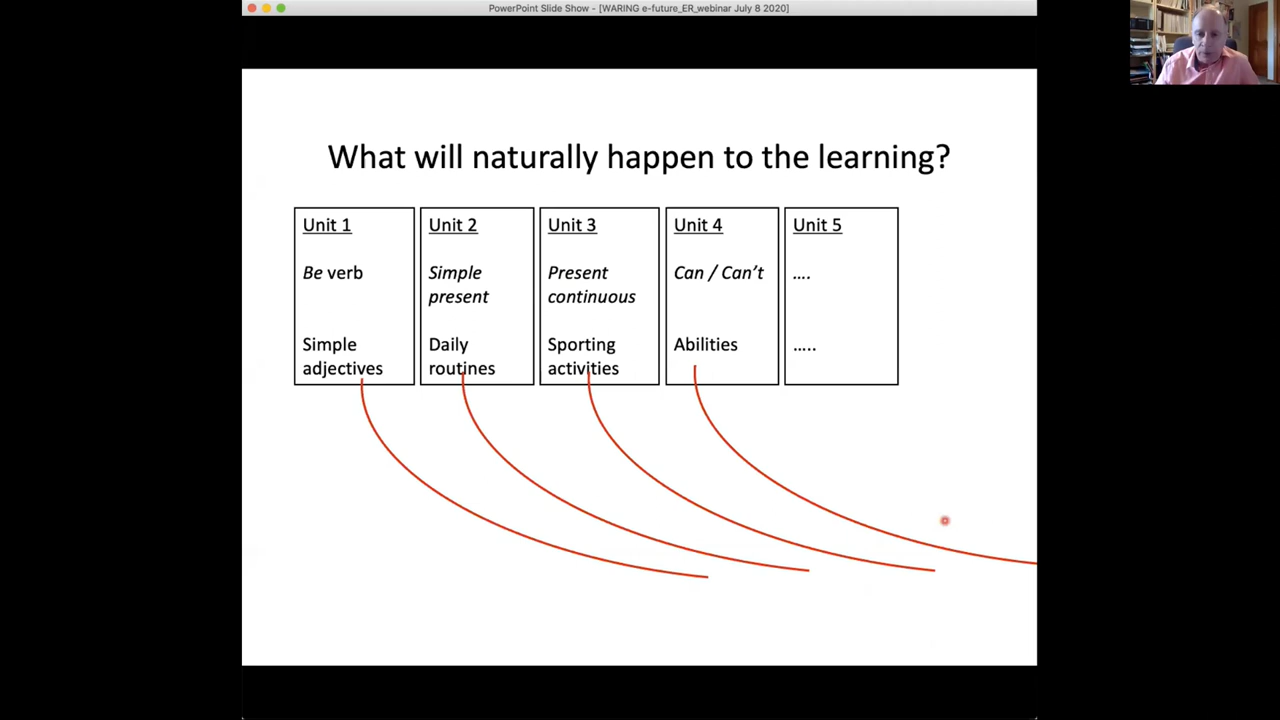 PowerPoint Slide Show - [WARING e-future_ER_webinar July 8 2020]
What will naturally happen to the learning?
Unit 1
Be verb
Simple
adjectives
Unit 2
Simple
present
Daily
routines
Unit 3
Present
continuous
Sporting
activities
Unit 4
Can / Can't
Abilities
Unit 5
....
.....